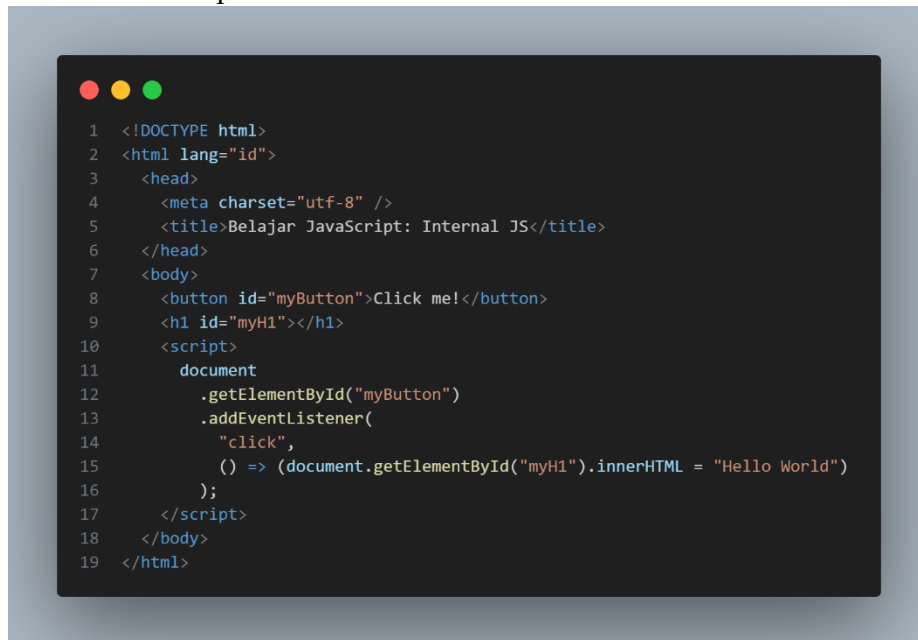 1 <!DOCTYPE html>
2 <html lang="id">
3   <head>
4     <meta charset="utf-8" />
5     <title>Belajar JavaScript: Internal JS</title>
6   </head>
7   <body>
8     <button id="myButton">Click me!</button>
9     <h1 id="myH1"></h1>
10     <script>
11       document
12         .getElementById("myButton")
13         .addEventListener(
14           "click",
15           () => (document.getElementById("myH1").innerHTML = "Hello World")
16         );
17     </script>
18   </body>
19 </html>